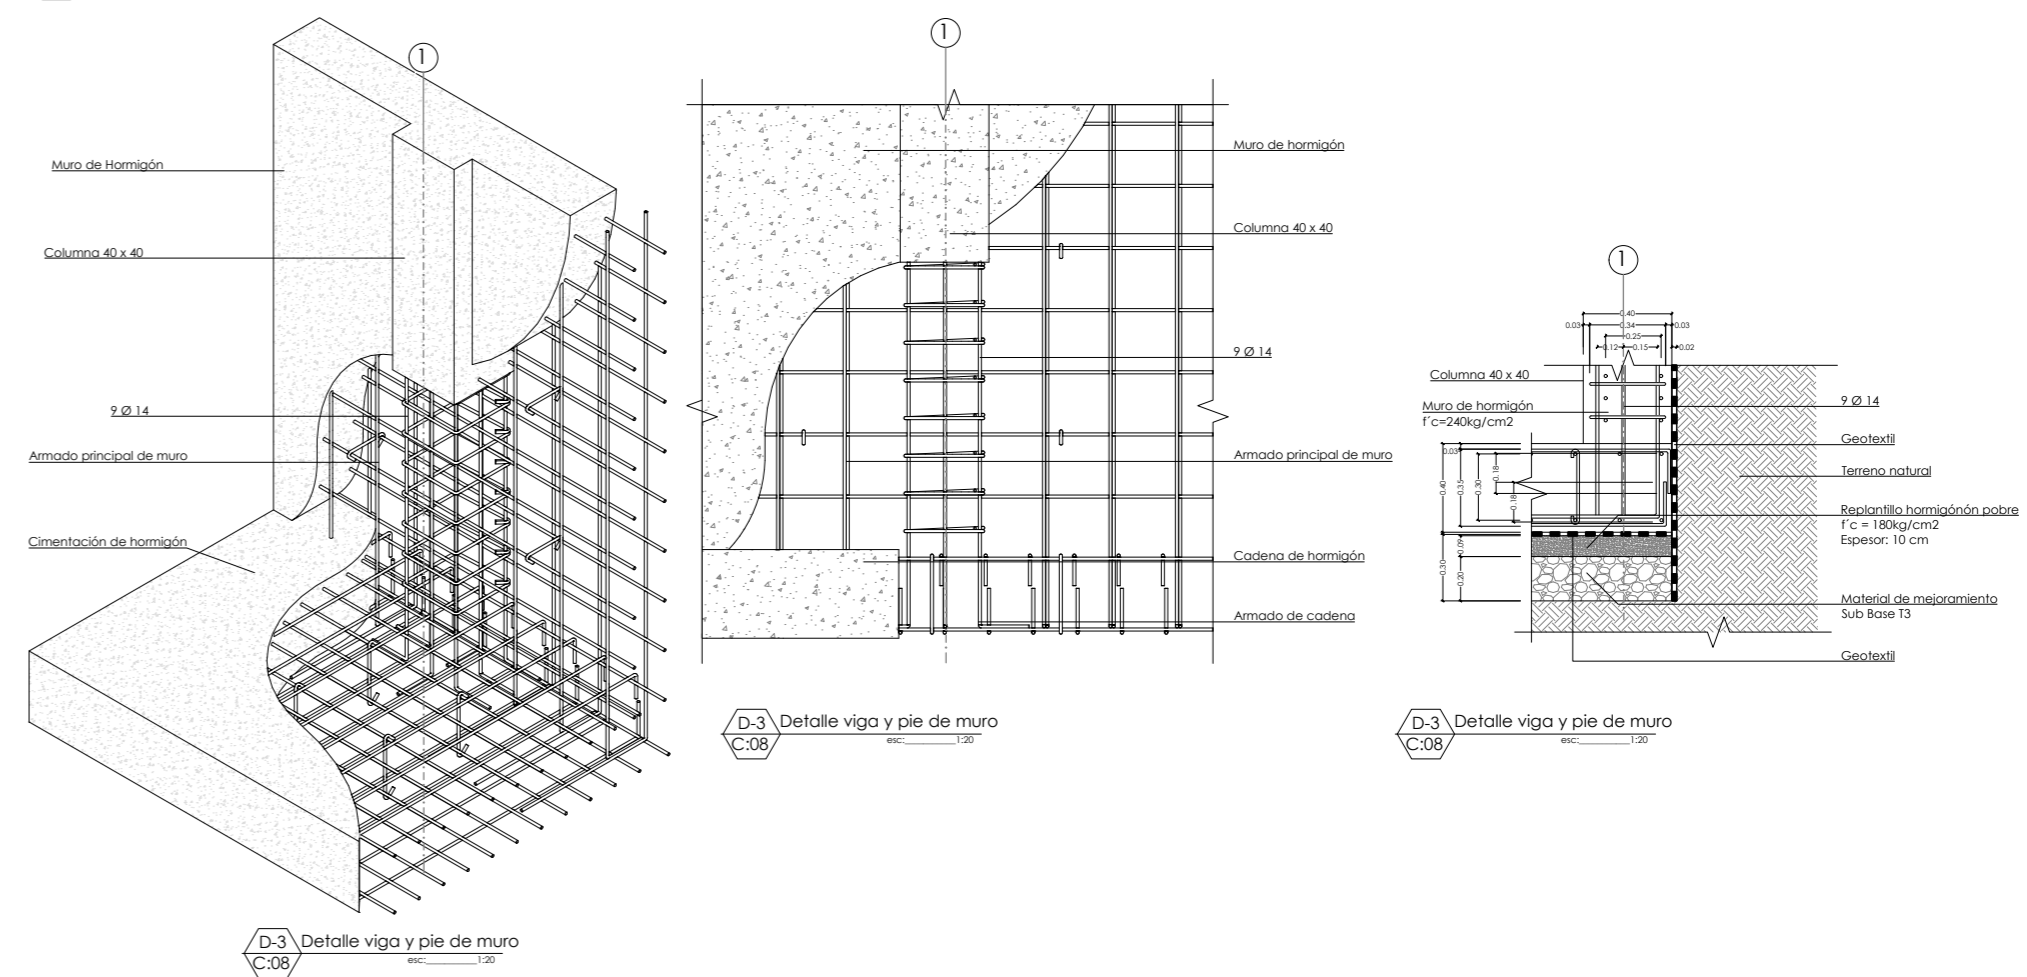 1
Muro de Hormigón
Columna 40 x 40
9 Ø 14
Armado principal de muro
Cimentación de hormigón
D-3
C:08
Detalle viga y pie de muro
esc:__________1:20
1
Muro de hormigón
Columna 40 x 40
9 Ø 14
Armado principal de muro
Cadena de hormigón
Armado de cadena
D-3
C:08
Detalle viga y pie de muro
esc:__________1:20
1
0.40
0.03
0.34
0.03
0.25
0.12
0.15
0.02
Columna 40 x 40
Muro de hormigón
f´c=240kg/cm2
0.03
0.40
0.35
0.30
0.18
0.18
0.30
0.09
0.20
9 Ø 14
Geotextil
Terreno natural
Replantillo hormigónón pobre
f´c = 180kg/cm2
Espesor: 10 cm
Material de mejoramiento
Sub Base T3
Geotextil
D-3
C:08
Detalle viga y pie de muro
esc:__________1:20